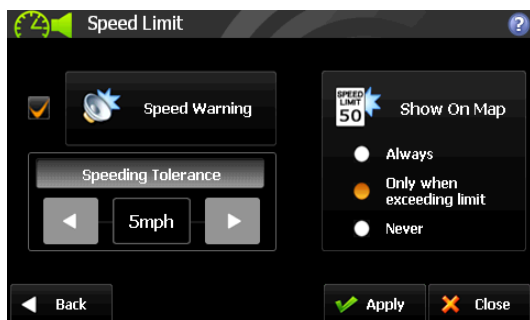 Speed Limit
?
Speed Warning
Speeding Tolerance
5mph
SPEED
LIMIT
50
Show On Map
Always
Only when
exceeding limit
Never
Back
Apply
Close